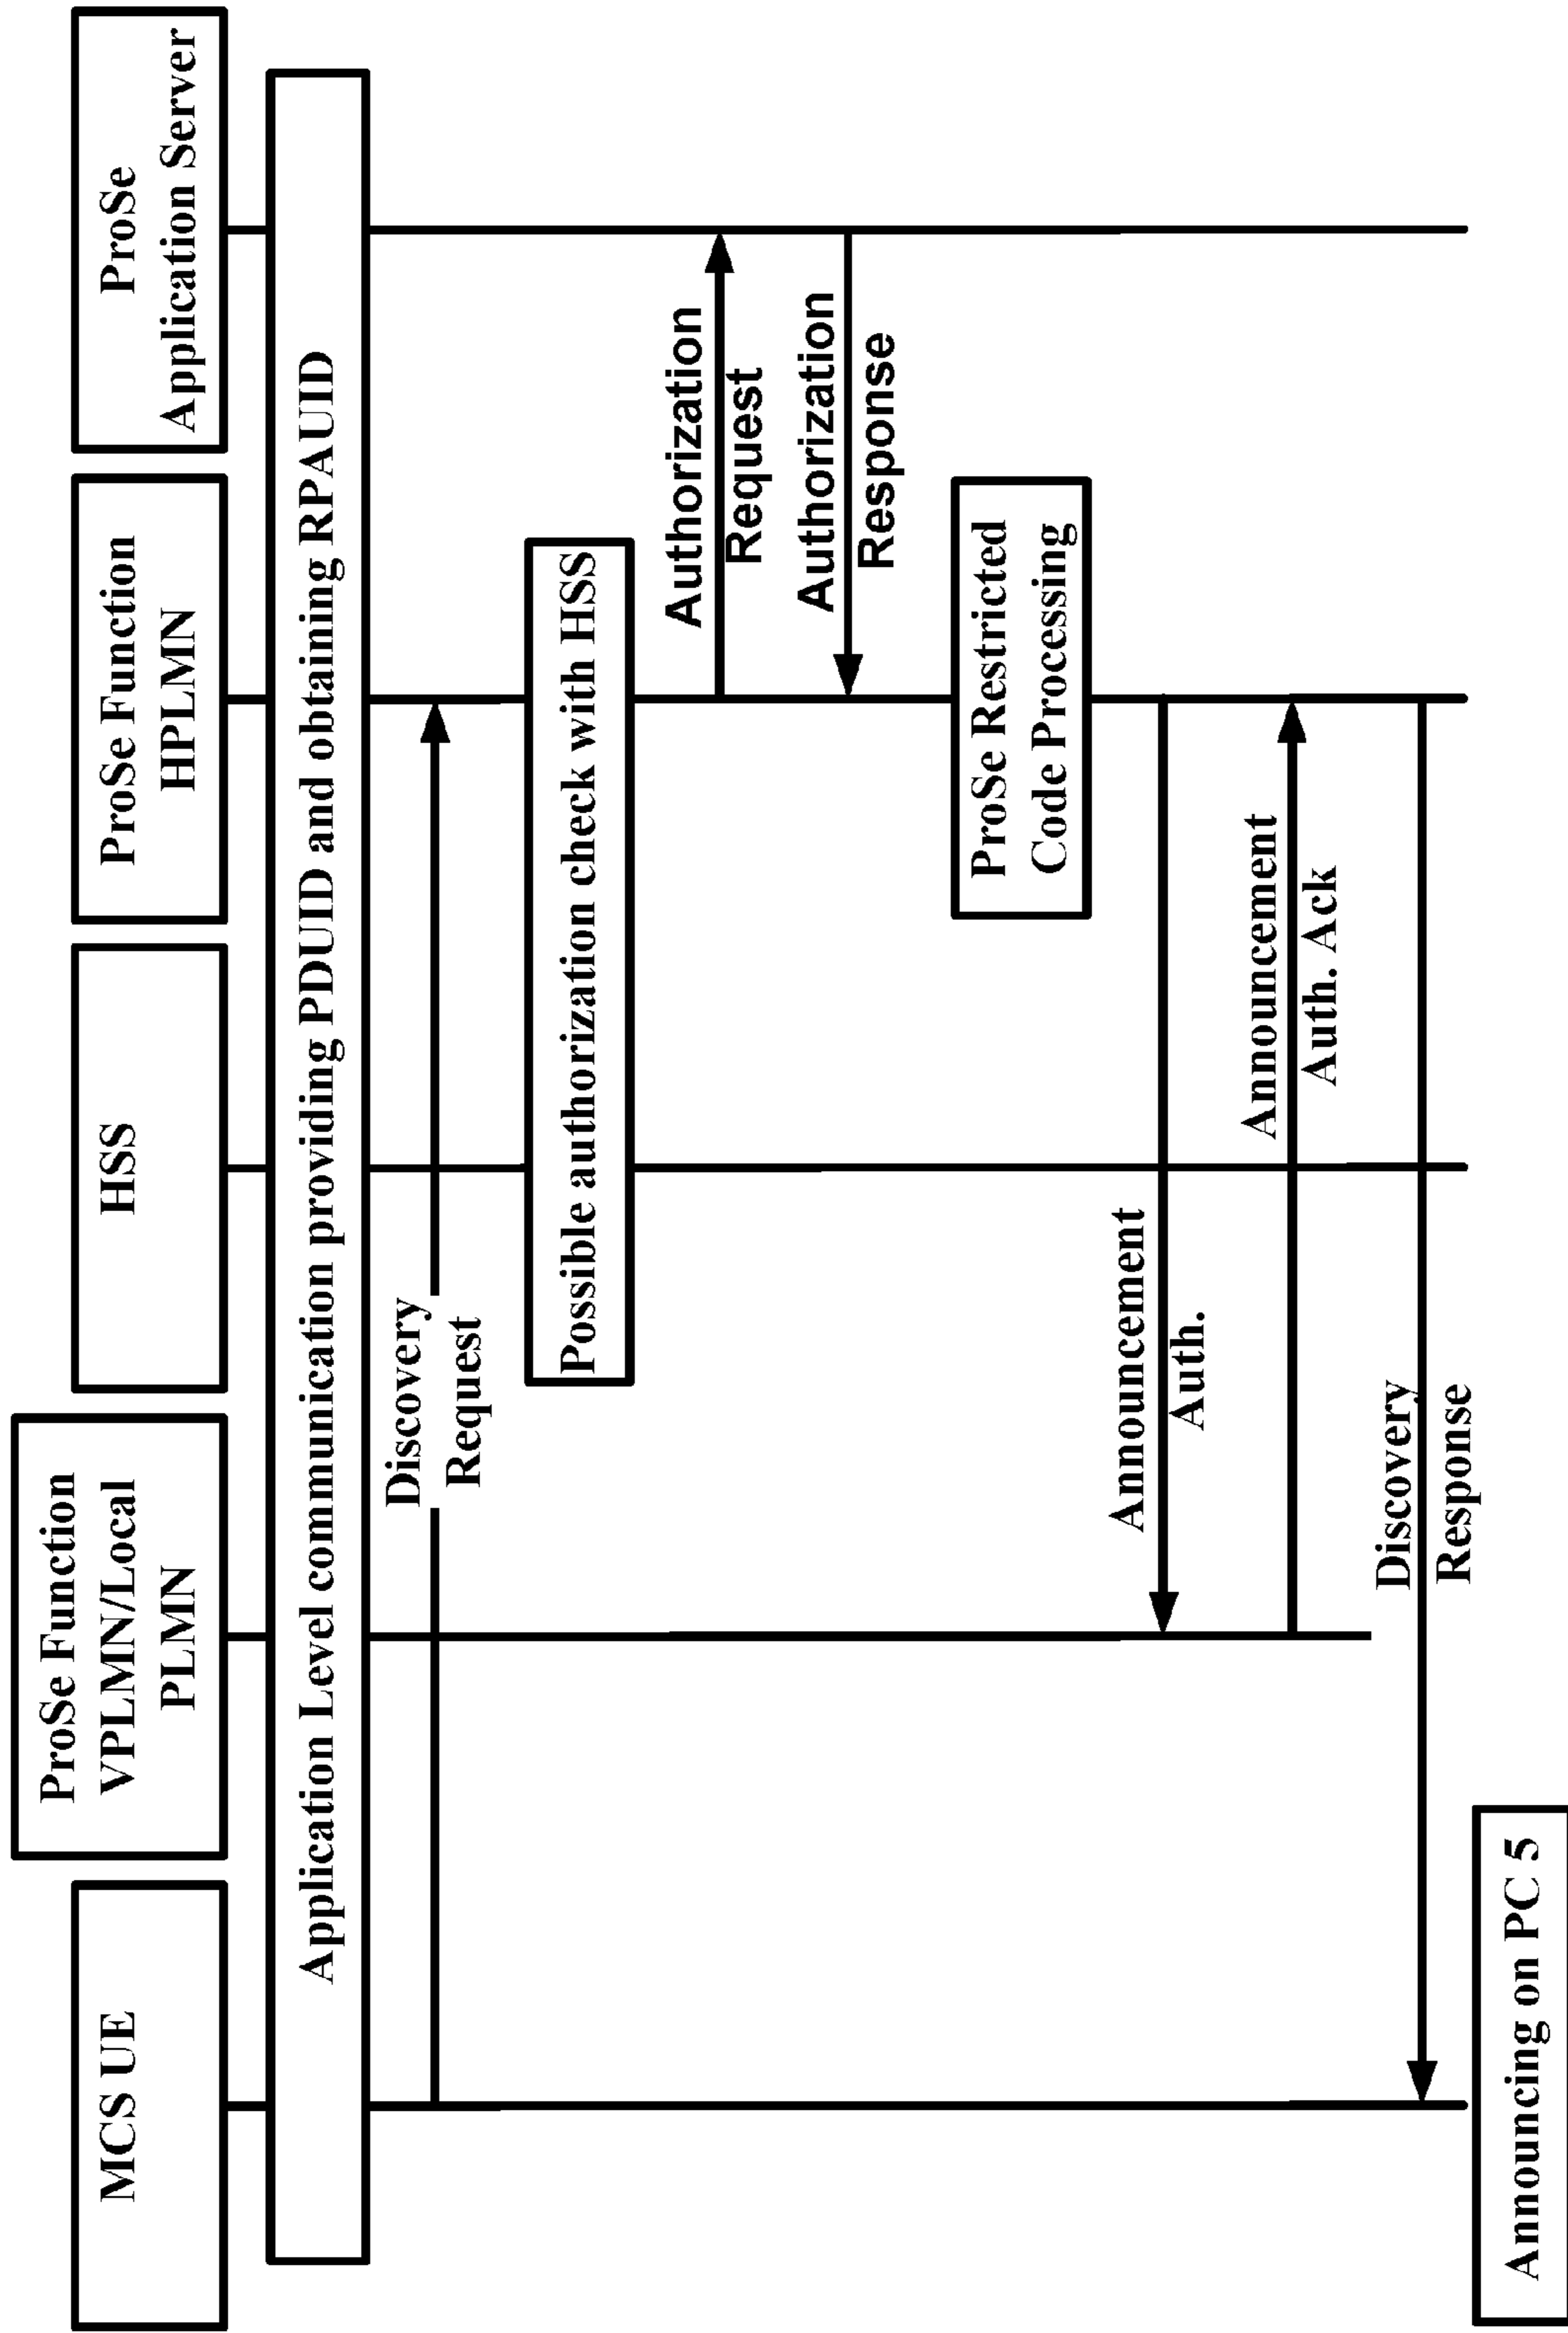 MCS UE
ProSe Function
VPLMN/Local
PLMN
HSS
ProSe Function
HPLMN
ProSe
Application Server
Application Level communication providing PDUID and obtaining RPAUID
Discovery
Request
Possible authorization check with HSS
Authorization
Request
Authorization
Response
ProSe Restricted
Code Processing
Announcement
Auth.
Announcement
Auth. Ack
Discovery
Response
Announcing on PC 5